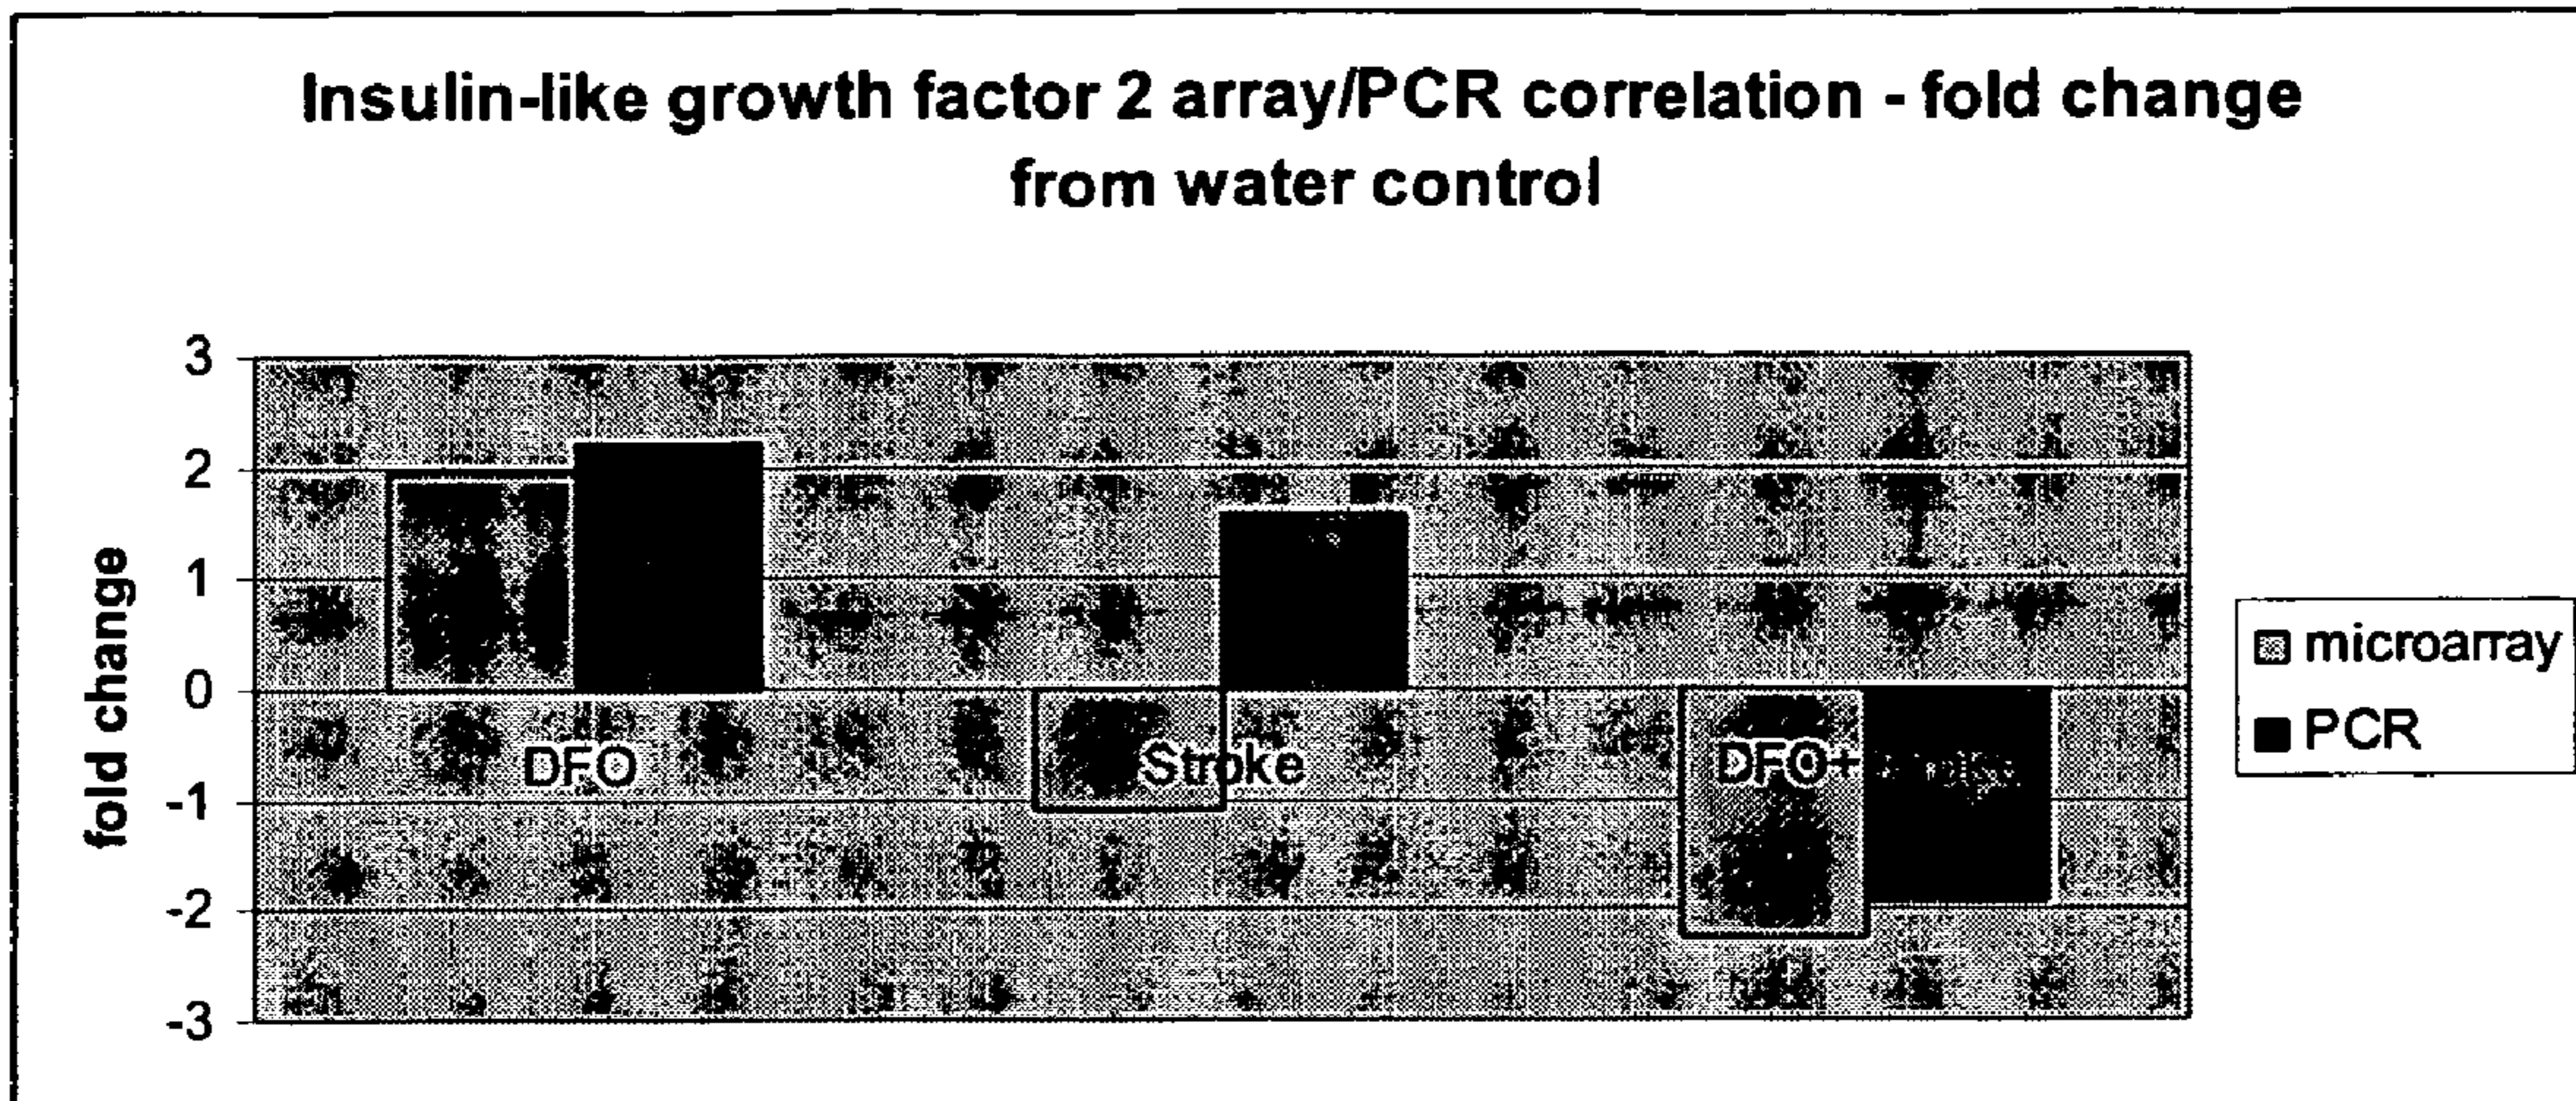 Insulin-like growth factor 2 array/PCR correlation - fold change
from water control
3
2
1
0
-1
-2
-3
fold change
DFO
Stroke
DFO+
microarray
PCR